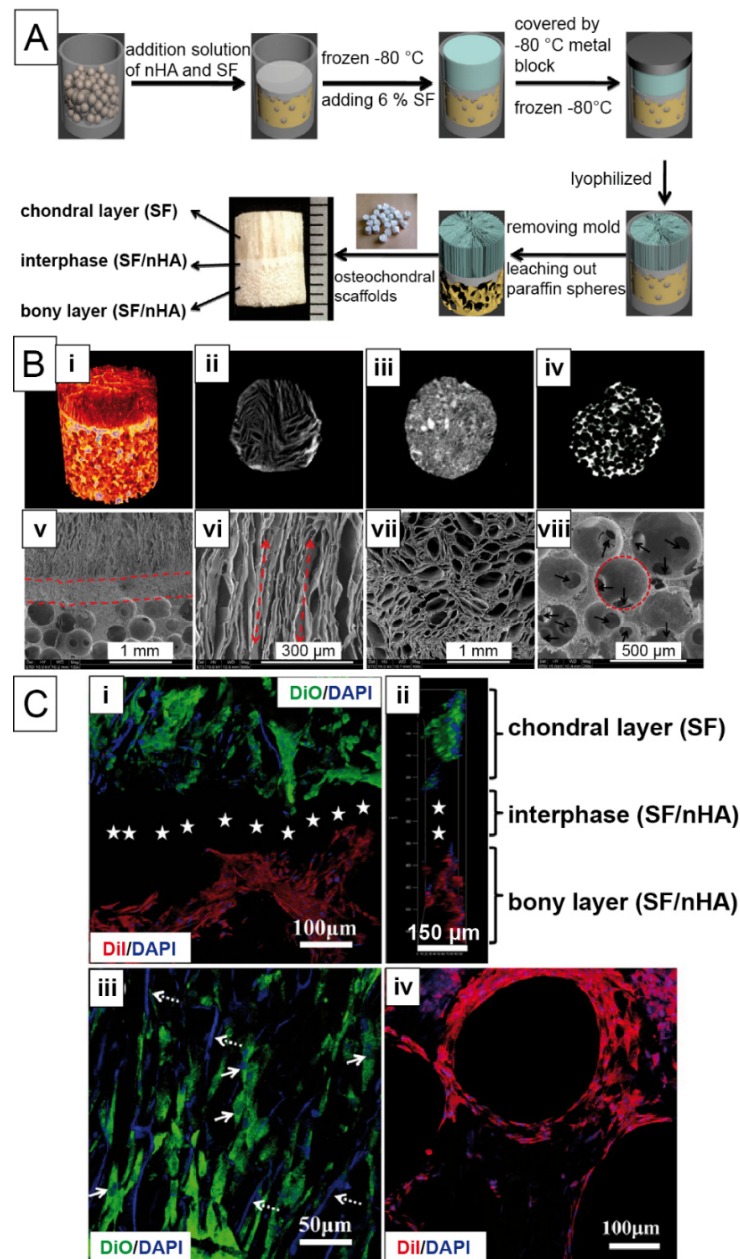 A
addition solution
of nHA and SF
frozen -80 °C
adding 6 % SF
covered by
-80 °C metal
block
frozen -80°C
lyophilized
removing mold
leaching out
paraffin spheres
osteochondral
scaffolds
chondral layer (SF)
interphase (SF/nHA)
bony layer (SF/nHA)
B
i
ii
iii
iv
v
1 mm
vi
300 µm
vii
1 mm
viii
500 µm
C
i
DiO/DAPI
DiI/DAPI
100µm
ii
150 µm
chondral layer (SF)
interphase (SF/nHA)
bony layer (SF/nHA)
iii
DiO/DAPI
50µm
iv
DiI/DAPI
100µm